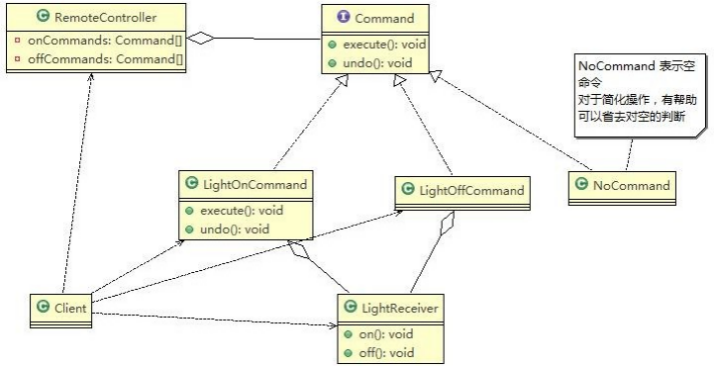 C RemoteController
onCommands: Command[]
offCommands: Command[]
I Command
execute(): void
undo(): void
NoCommand 表示空
命令
对于简化操作，有帮助
可以省去对空的判断
C LightOnCommand
execute(): void
undo(): void
C LightOffCommand
C NoCommand
C Client
C LightReceiver
on(): void
off(): void